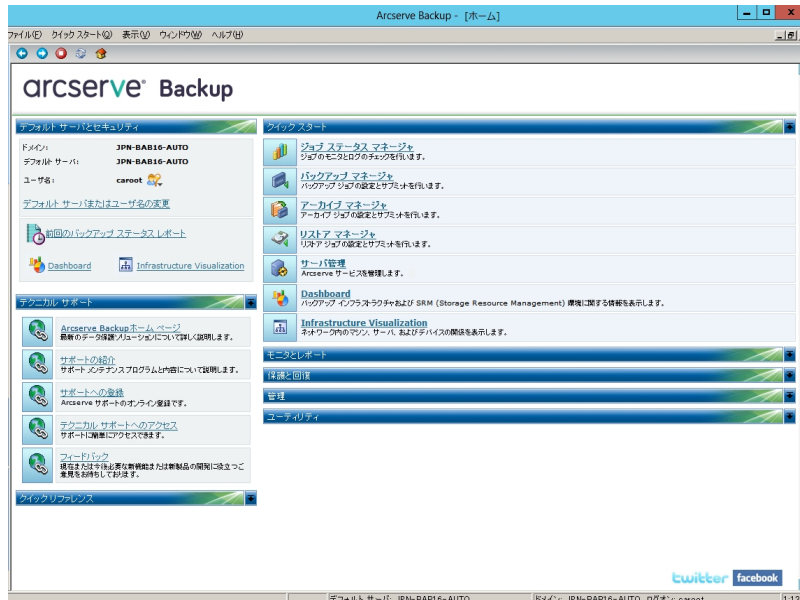 Arcserve Backup - [ホーム]
ファイル(F) クイック スタート(Q) 表示(V) ウィンドウ(W) ヘルプ(H)
arcserve® Backup
デフォルト サーバとセキュリティ
ドメイン: JPN-BAB16-AUTO
デフォルト サーバ: JPN-BAB16-AUTO
ユーザ名: caroot
デフォルト サーバまたはユーザ名の変更
前回のバックアップ ステータス レポート
Dashboard Infrastructure Visualization
テクニカル サポート
Arcserve Backupホーム ページ
最新のデータ保護ソリューションについて詳しく説明します。
サポートの紹介
サポート メンテナンスプログラムと内容について説明します。
サポートへの登録
Arcserve サポートのオンライン登録です。
テクニカル サポートへのアクセス
サポートに簡単にアクセスできます。
フィードバック
現在または今後必要な新機能または新製品の開発に役立つご
意見をお待ちしております。
クイック リファレンス
クイック スタート
ジョブ ステータス マネージャ
ジョブのモニタとログのチェックを行います。
バックアップ マネージャ
バックアップ ジョブの設定とサブミットを行います。
アーカイブ マネージャ
アーカイブ ジョブの設定とサブミットを行います。
リストア マネージャ
リストア ジョブの設定とサブミットを行います。
サーバ管理
Arcserve サービスを管理します。
Dashboard
バックアップ インフラストラクチャおよび SRM (Storage Resource Management) 環境に関する情報を表示します。
Infrastructure Visualization
ネットワーク内のマシン、サーバ、およびデバイスの関係を表示します。
モニタとレポート
保護と回復
管理
ユーティリティ
twitter facebook
デフォルト サーバ: JPN-BAB16-AUTO ドメイン: JPN-BAB16-AUTO, ログオン: caroot